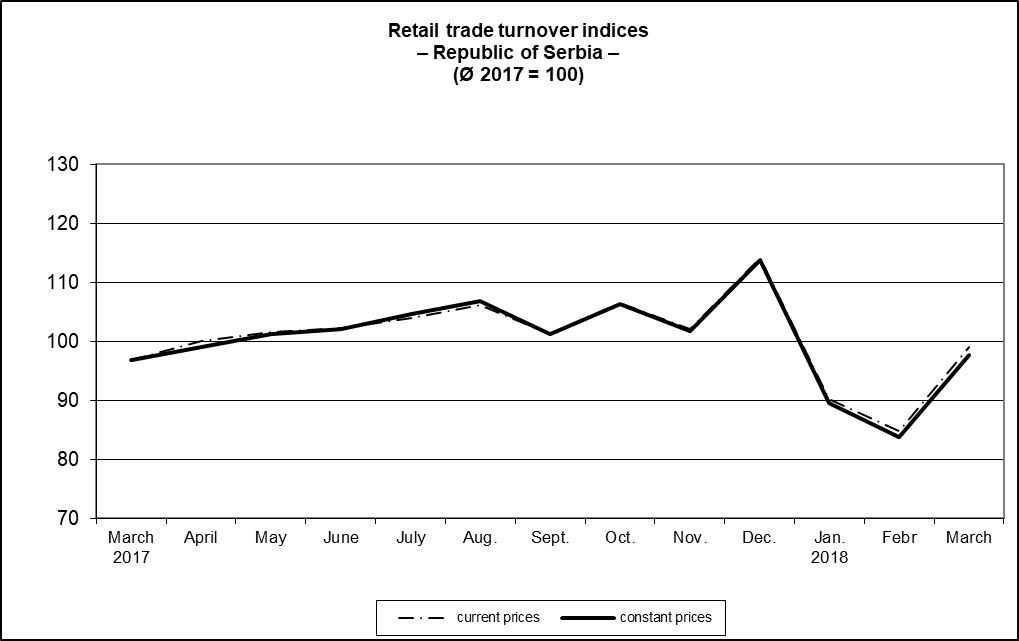 Retail trade turnover indices
– Republic of Serbia –
(Ø 2017 = 100)
130
120
110
100
90
80
70
March April May June July Aug. Sept. Oct. Nov. Dec. Jan. Febr March
2017 2018
current prices constant prices